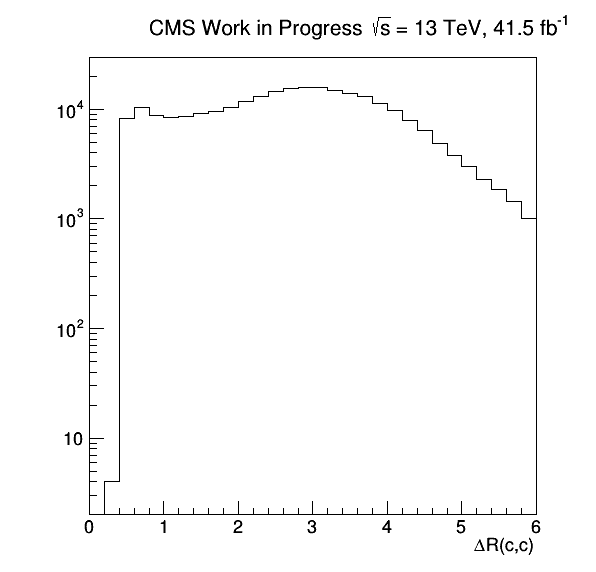 CMS Work in Progress √s = 13 TeV, 41.5 fb⁻¹
10⁴
10³
10²
10
0 1 2 3 4 5 6
ΔR(c,c)